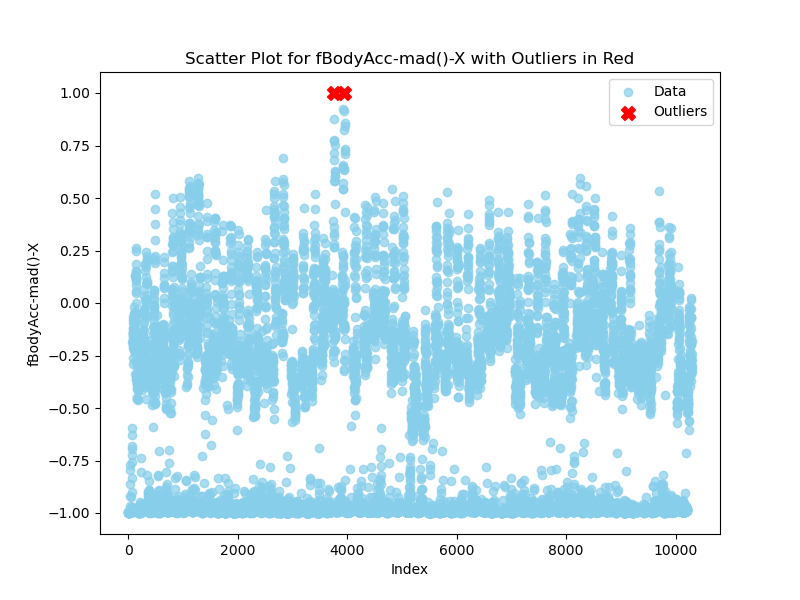 Scatter Plot for fBodyAcc-mad()-X with Outliers in Red
Data
Outliers
fBodyAcc-mad()-X
1.00
0.75
0.50
0.25
0.00
−0.25
−0.50
−0.75
−1.00
0 2000 4000 6000 8000 10000
Index